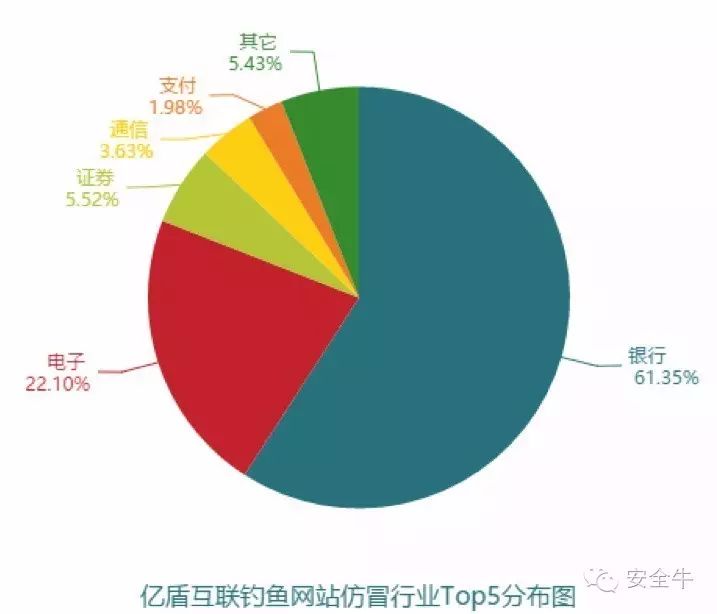 其它
5.43%
支付
1.98%
通信
3.63%
证券
5.52%
电子
22.10%
银行
61.35%
安全牛
亿盾互联钓鱼网站仿冒行业Top5分布图